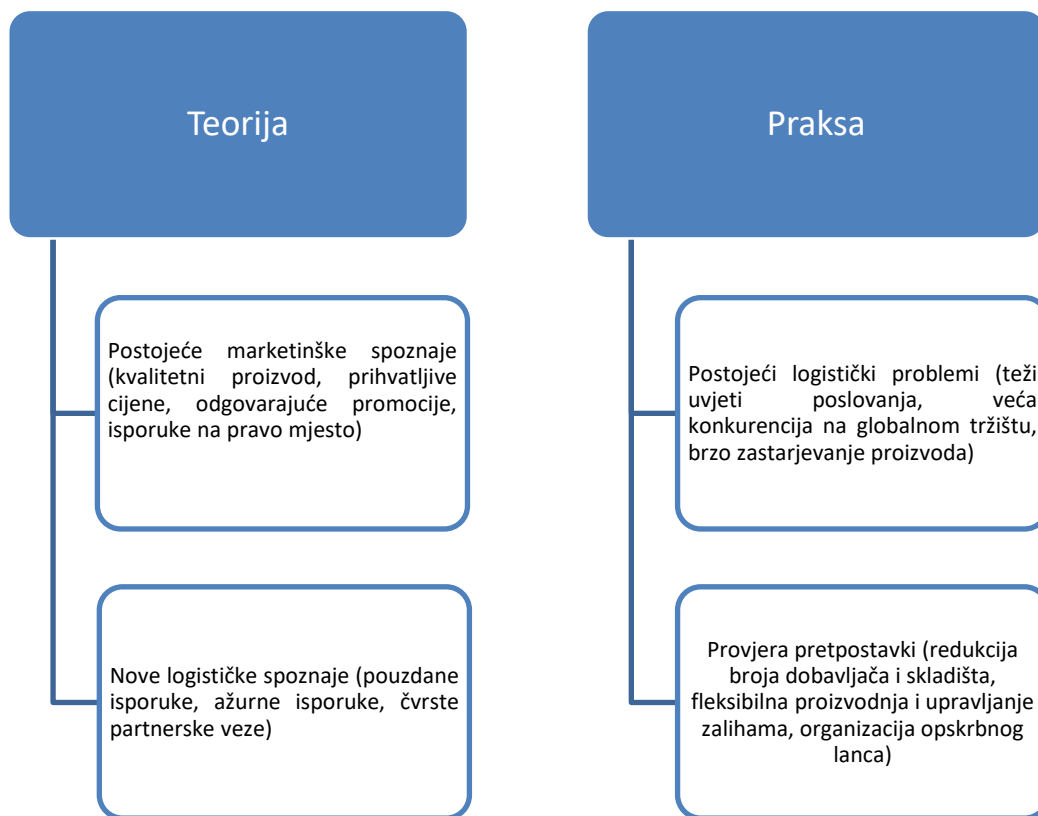 Teorija
Postojeće marketinške spoznaje
(kvalitetni proizvod, prihvatljive
cijene, odgovarajuće promocije,
isporuke na pravo mjesto)
Nove logističke spoznaje (pouzdane
isporuke, ažurne isporuke, čvrste
partnerske veze)
Praksa
Postojeći logistički problemi (teži
uvjeti poslovanja, veća
konkurencija na globalnom tržištu,
brzo zastarjevanje proizvoda)
Provjera pretpostavki (redukcija
broja dobavljača i skladišta,
fleksibilna proizvodnja i upravljanje
zalihama, organizacija opskrbnog
lanca)